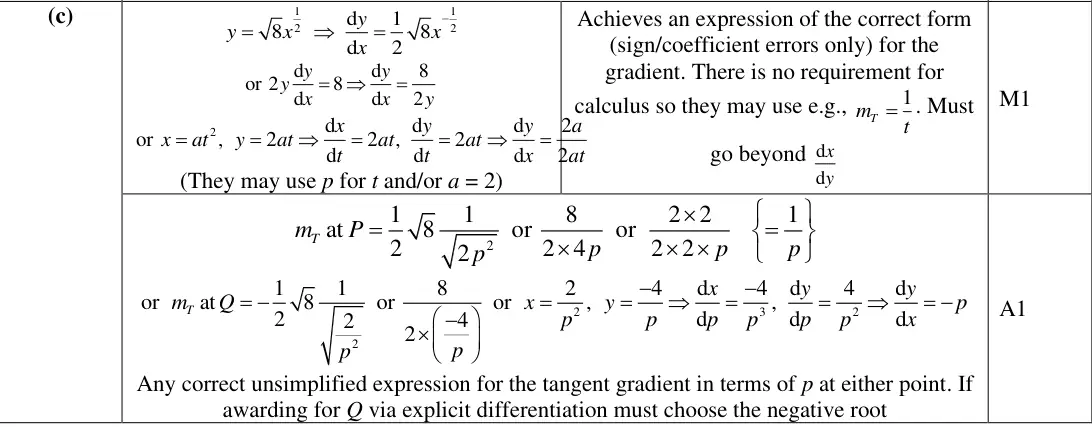 (c)
y = √8x^(1/2) ⇒ dy/dx = 1/2 √8x^(−1/2)
or 2y dy/dx = 8 ⇒ dy/dx = 8/(2y)
or x = at², y = 2at ⇒ dx/dt = 2at, dy/dt = 2at ⇒ dy/dx = 2a/2at
(They may use p for t and/or a = 2)
Achieves an expression of the correct form
(sign/coefficient errors only) for the
gradient. There is no requirement for
calculus so they may use e.g., m_T = 1/t. Must
go beyond dx/dy
M1
m_T at P = 1/2 √8 1/√(2p²) or 8/(2×4p) or (2×2)/(2×2×p) {= 1/p}
or m_T at Q = −1/2 √8 1/√(2/p²) or 8/(2×(−4/p)) or x = 2/p², y = −4/p ⇒ dx/dp = −4/p³, dy/dp = 4/p² ⇒ dy/dx = −p
Any correct unsimplified expression for the tangent gradient in terms of p at either point. If
awarding for Q via explicit differentiation must choose the negative root
A1